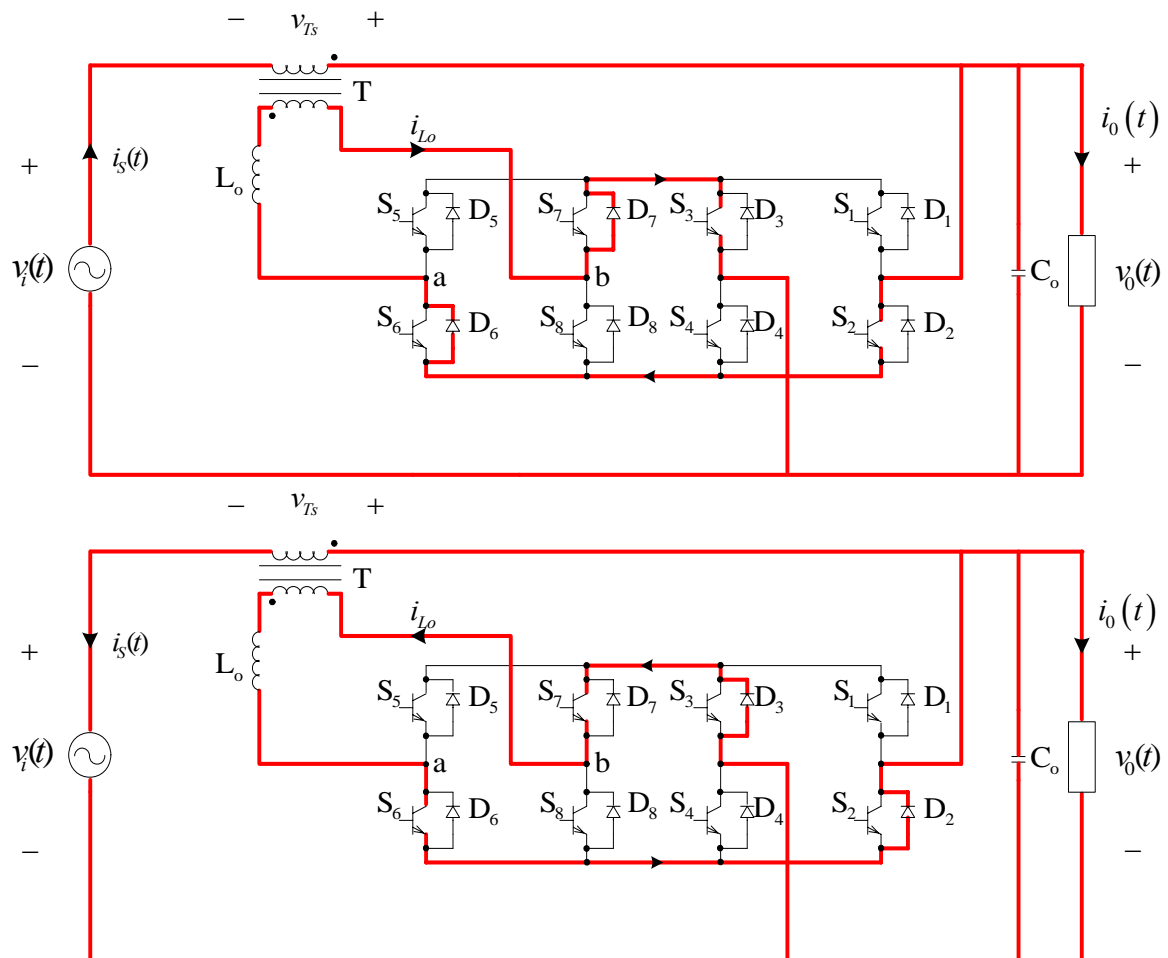 − v_Ts +
T
i_Lo
i_0(t)
+
i_S(t)
+
L_o
S_5 D_5 S_7 D_7 S_3 D_3 S_1 D_1
v_i(t) a b C_o v_0(t)
S_6 D_6 S_8 D_8 S_4 D_4 S_2 D_2
− −
− v_Ts +
T
i_Lo
i_0(t)
+
i_S(t)
+
L_o
S_5 D_5 S_7 D_7 S_3 D_3 S_1 D_1
v_i(t) a b C_o v_0(t)
S_6 D_6 S_8 D_8 S_4 D_4 S_2 D_2
− −